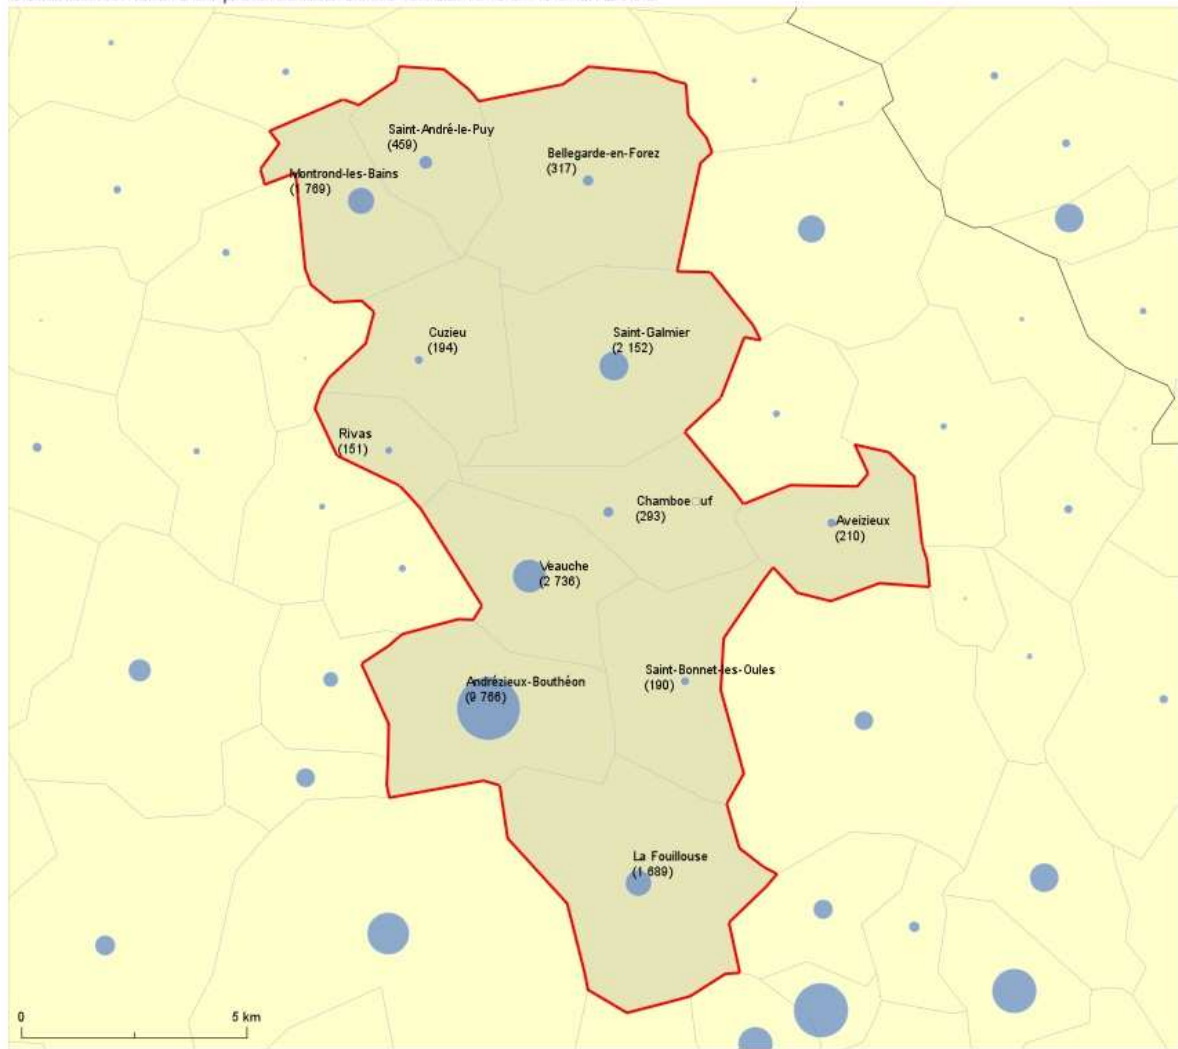 Saint-André-le-Puy
(459)
Bellegarde-en-Forez
(317)
Montrond-les-Bains
(1 769)
Cuzieu
(194)
Saint-Galmier
(2 152)
Rivas
(151)
Chamboe□uf
(293)
Aveizieux
(210)
Veauche
(2 736)
Saint-Bonnet-les-Oules
(190)
Andrézieux-Bouthéon
(9 766)
La Fouillouse
(1 689)
0 5 km